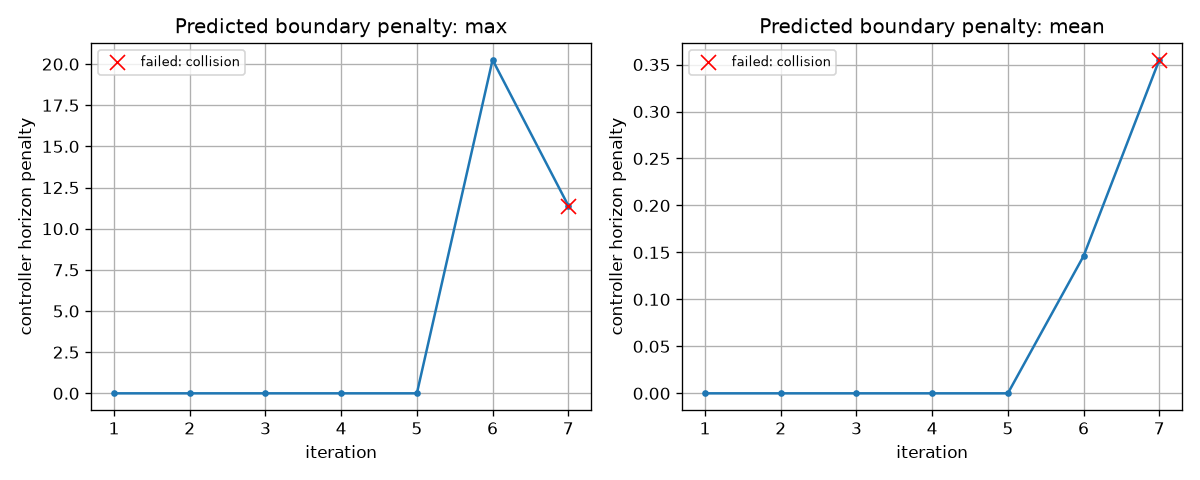 Predicted boundary penalty: max
failed: collision
controller horizon penalty
20.0
17.5
15.0
12.5
10.0
7.5
5.0
2.5
0.0
1 2 3 4 5 6 7
iteration
Predicted boundary penalty: mean
failed: collision
controller horizon penalty
0.35
0.30
0.25
0.20
0.15
0.10
0.05
0.00
1 2 3 4 5 6 7
iteration